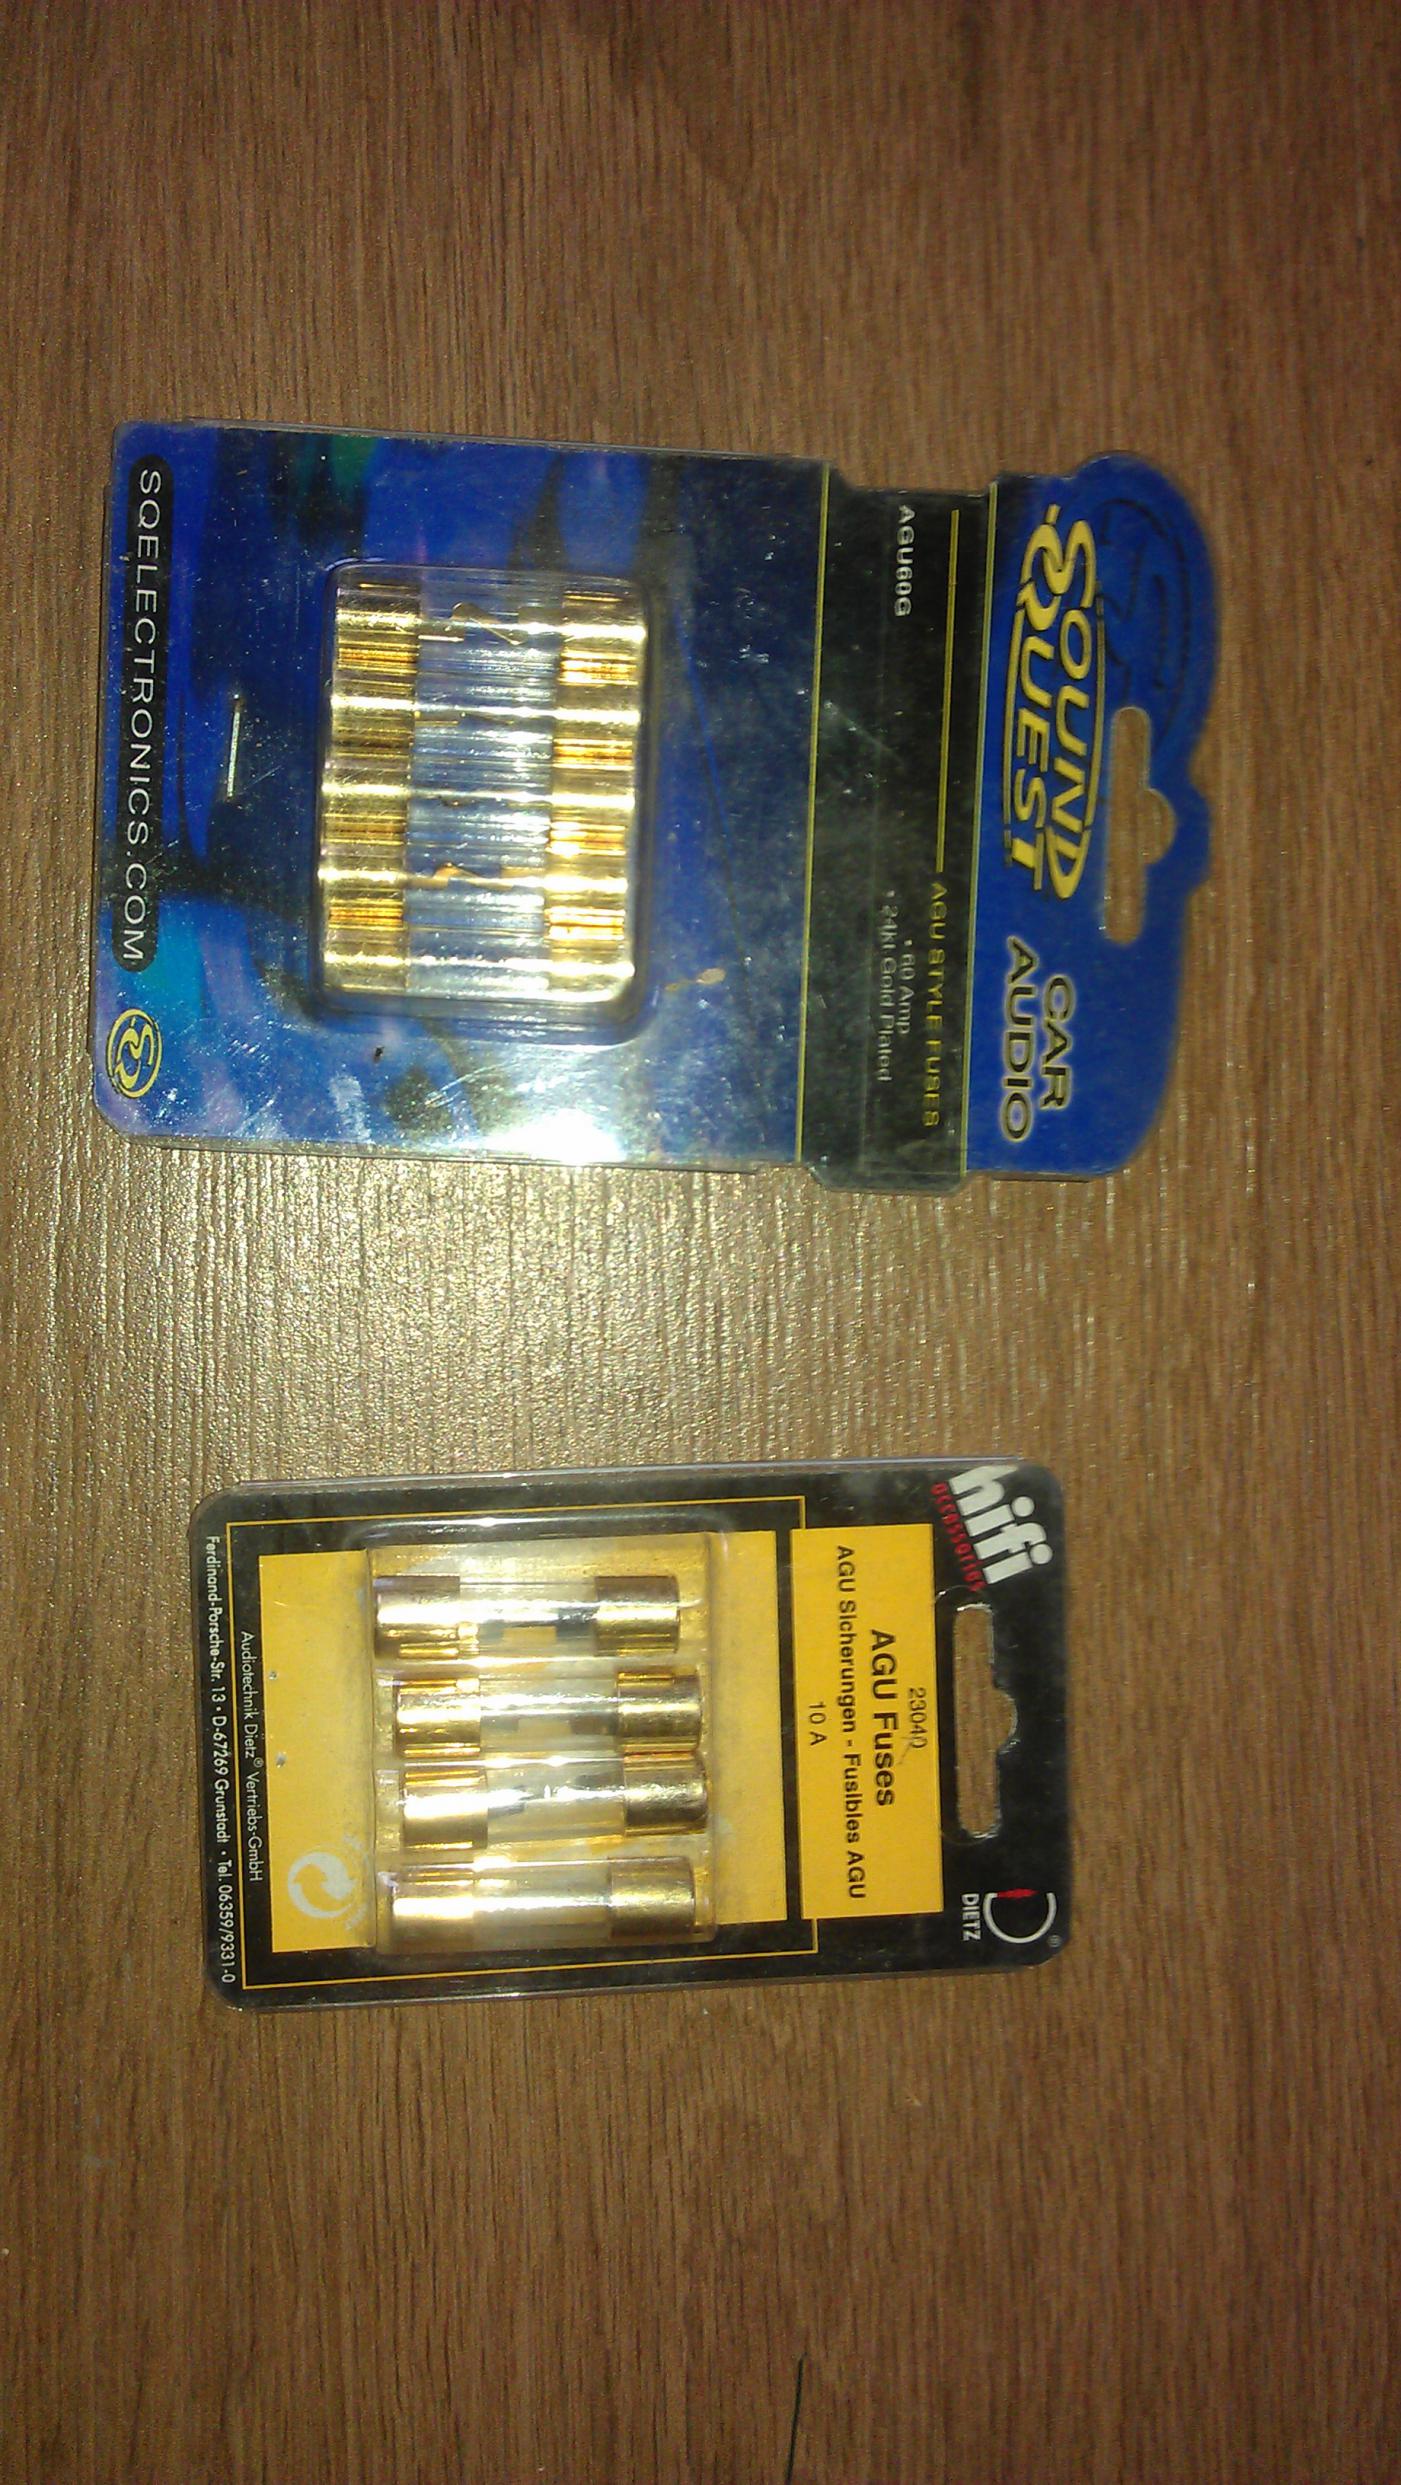 SOUND
QUEST
CAR
AUDIO
AGU STYLE FUSES
AGU60G
• 60 Amp
• 24kt Gold Plated
SQELECTRONICS.COM
hifi
accessories
DIETZ
23040
AGU Fuses
AGU Sicherungen - Fusibles AGU
10 A
Audiotechnik Dietz® Vertriebs-GmbH
Ferdinand-Porsche-Str. 13 • D-67269 Grünstadt • Tel. 06359/9331-0